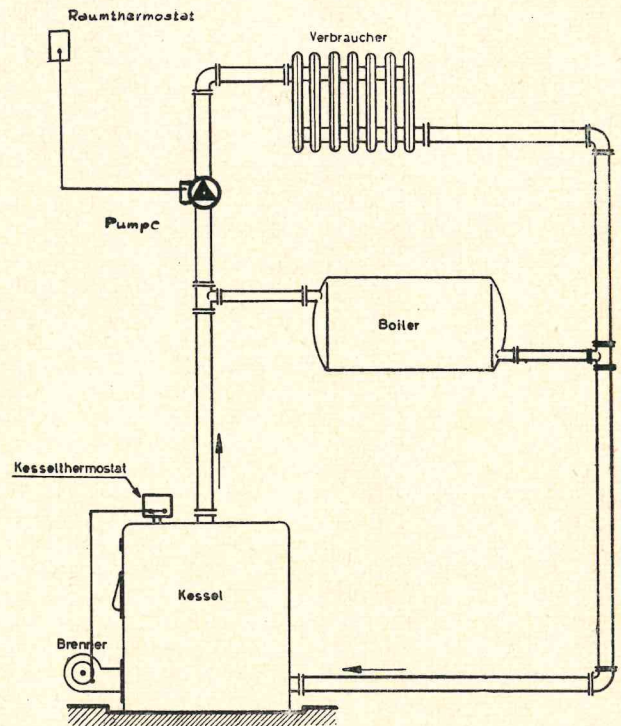 Raumthermostat
Verbraucher
Pumpe
Boiler
Kesselthermostat
Kessel
Brenner